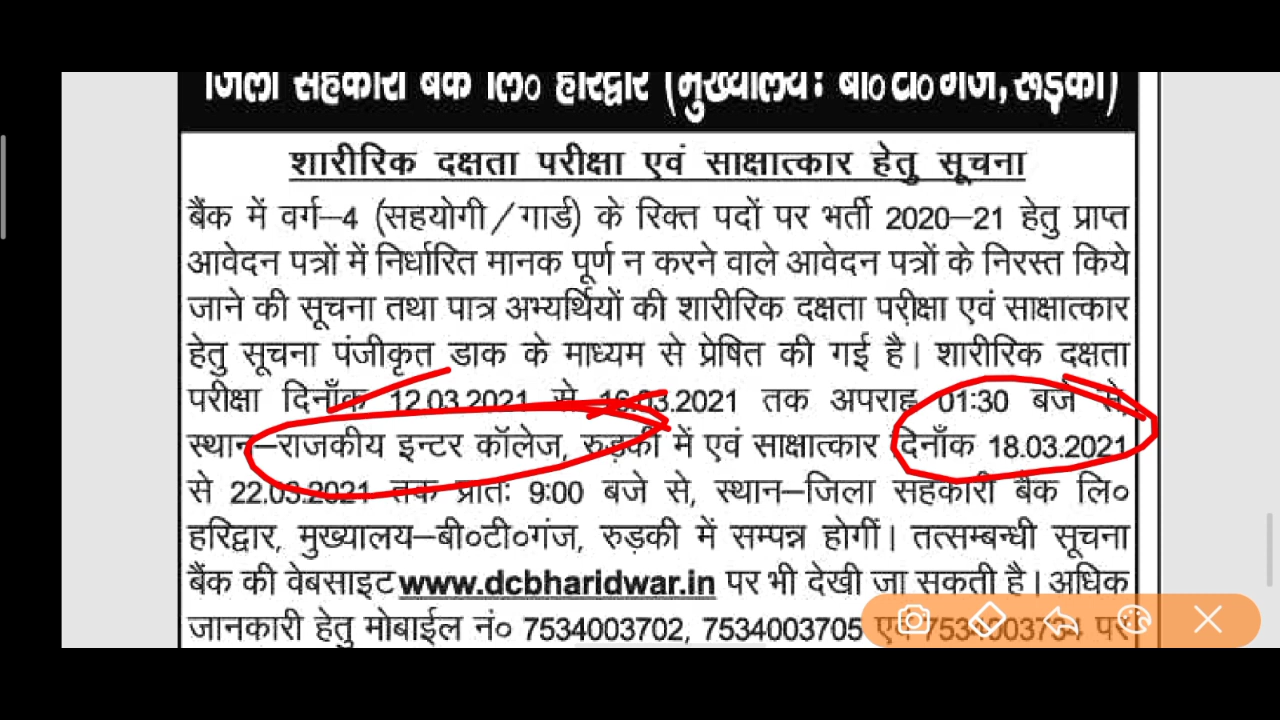 जिला सहकारी बैंक लि० हरिद्वार (मुख्यालयः बी०टी०गंज,रूड़की)
शारीरिक दक्षता परीक्षा एवं साक्षात्कार हेतु सूचना
बैंक में वर्ग–4 (सहयोगी/गार्ड) के रिक्त पदों पर भर्ती 2020–21 हेतु प्राप्त
आवेदन पत्रों में निर्धारित मानक पूर्ण न करने वाले आवेदन पत्रों के निरस्त किये
जाने की सूचना तथा पात्र अभ्यर्थियों की शारीरिक दक्षता परीक्षा एवं साक्षात्कार
हेतु सूचना पंजीकृत डाक के माध्यम से प्रेषित की गई है। शारीरिक दक्षता
परीक्षा दिनाँक 12.03.2021 से 16.03.2021 तक अपराह्न 01:30 बजे से,
स्थान–राजकीय इन्टर कॉलेज, रुड़की में एवं साक्षात्कार दिनाँक 18.03.2021
से 22.03.2021 तक प्रातः 9:00 बजे से, स्थान–जिला सहकारी बैंक लि०
हरिद्वार, मुख्यालय–बी०टी०गंज, रुड़की में सम्पन्न होगीं। तत्सम्बन्धी सूचना
बैंक की वेबसाइट www.dcbharidwar.in पर भी देखी जा सकती है। अधिक
जानकारी हेतु मोबाईल नं० 7534003702, 7534003705 एवं 7534003734 पर